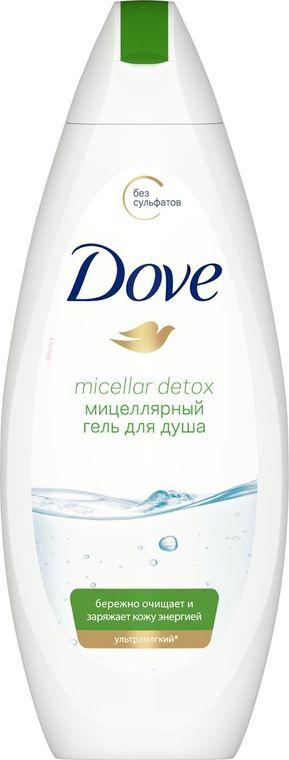 без
сульфатов
Dove
micellar detox
мицеллярный
гель для душа
бережно очищает и
заряжает кожу энергией
ультрамягкий*